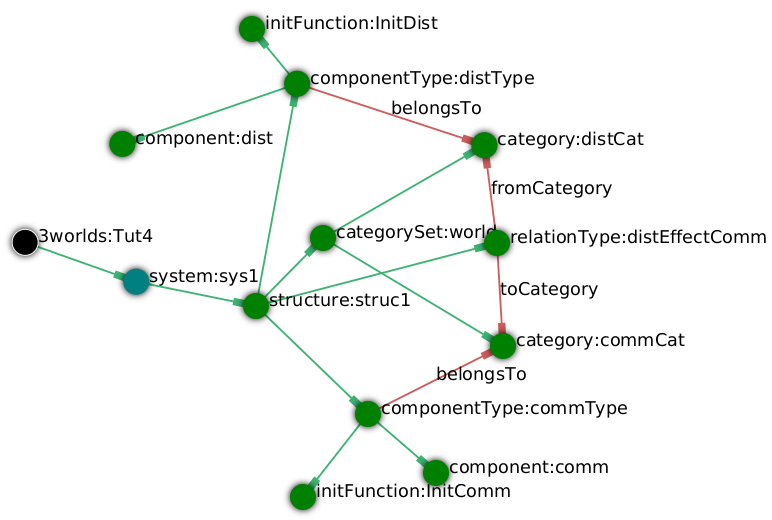 initFunction:InitDist
componentType:distType
belongsTo
component:dist
category:distCat
fromCategory
3worlds:Tut4
categorySet:world
relationType:distEffectComm
system:sys1
toCategory
structure:struc1
category:commCat
belongsTo
componentType:commType
component:comm
initFunction:InitComm